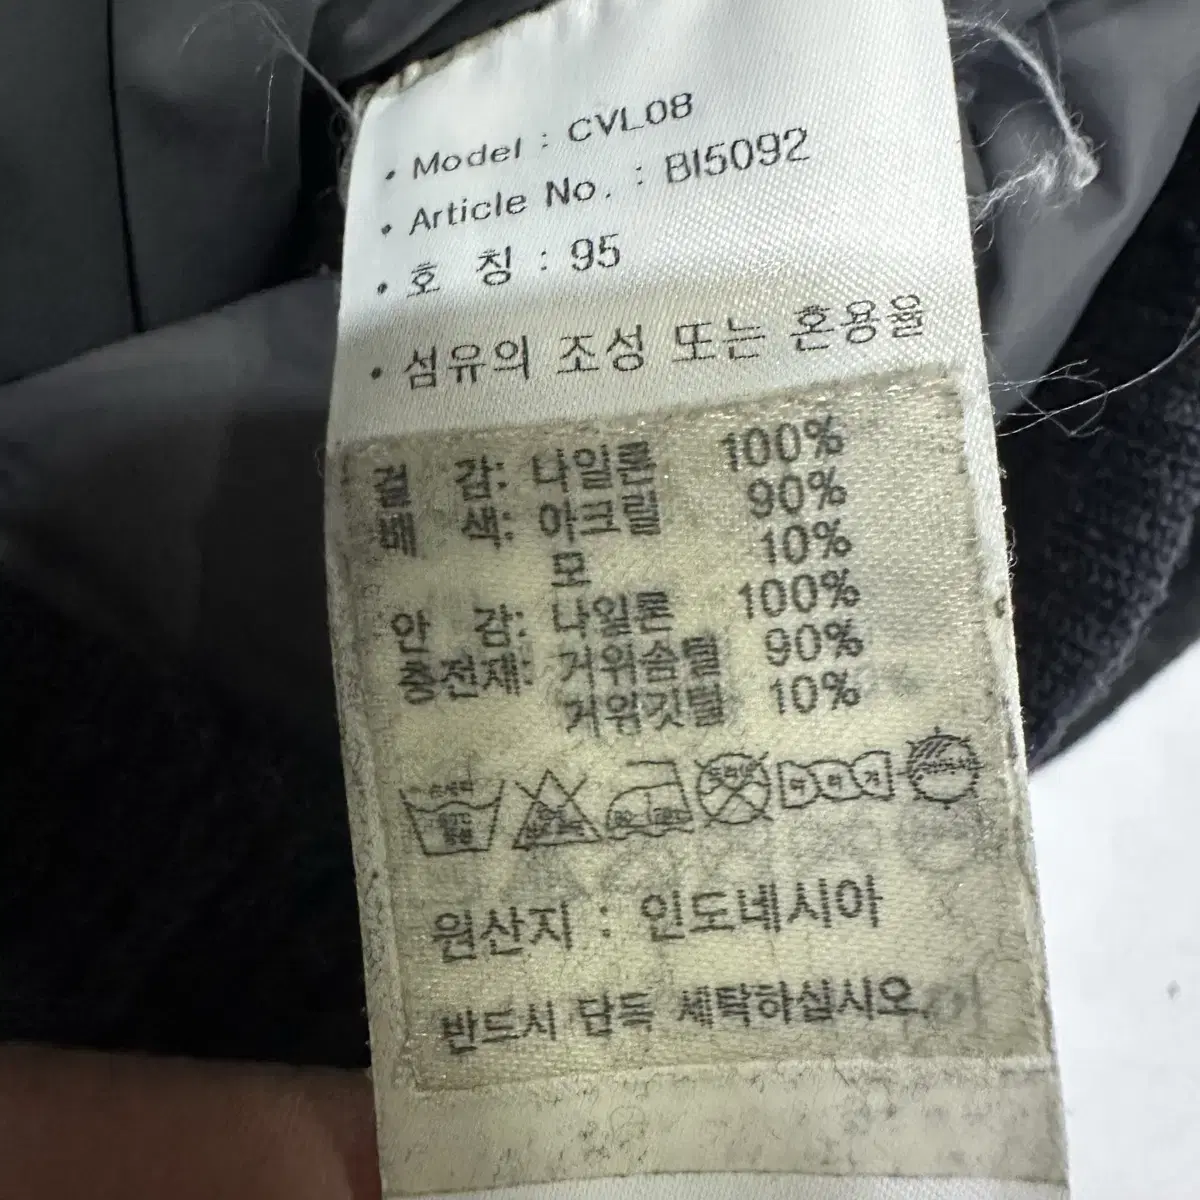 • Model : CVL08
• Article No. : BI5092
• 호 칭 : 95
• 섬유의 조성 또는 혼용율
겉 감: 나일론 100%
배 색: 아크릴 90%
모 10%
안 감: 나일론 100%
충전재: 거위솜털 90%
거위깃털 10%
원산지 : 인도네시아
반드시 단독 세탁하십시오.